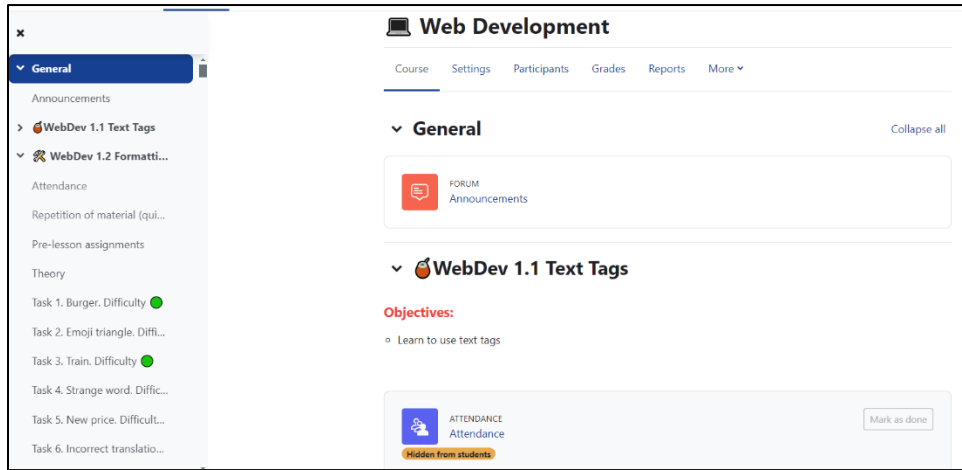 General
Announcements
WebDev 1.1 Text Tags
WebDev 1.2 Formatti...
Attendance
Repetition of material (qui...
Pre-lesson assignments
Theory
Task 1. Burger. Difficulty
Task 2. Emoji triangle. Diffi...
Task 3. Train. Difficulty
Task 4. Strange word. Diffic...
Task 5. New price. Difficult...
Task 6. Incorrect translatio...
Web Development
Course Settings Participants Grades Reports More
General Collapse all
FORUM
Announcements
WebDev 1.1 Text Tags
Objectives:
Learn to use text tags
ATTENDANCE
Attendance
Mark as done
Hidden from students